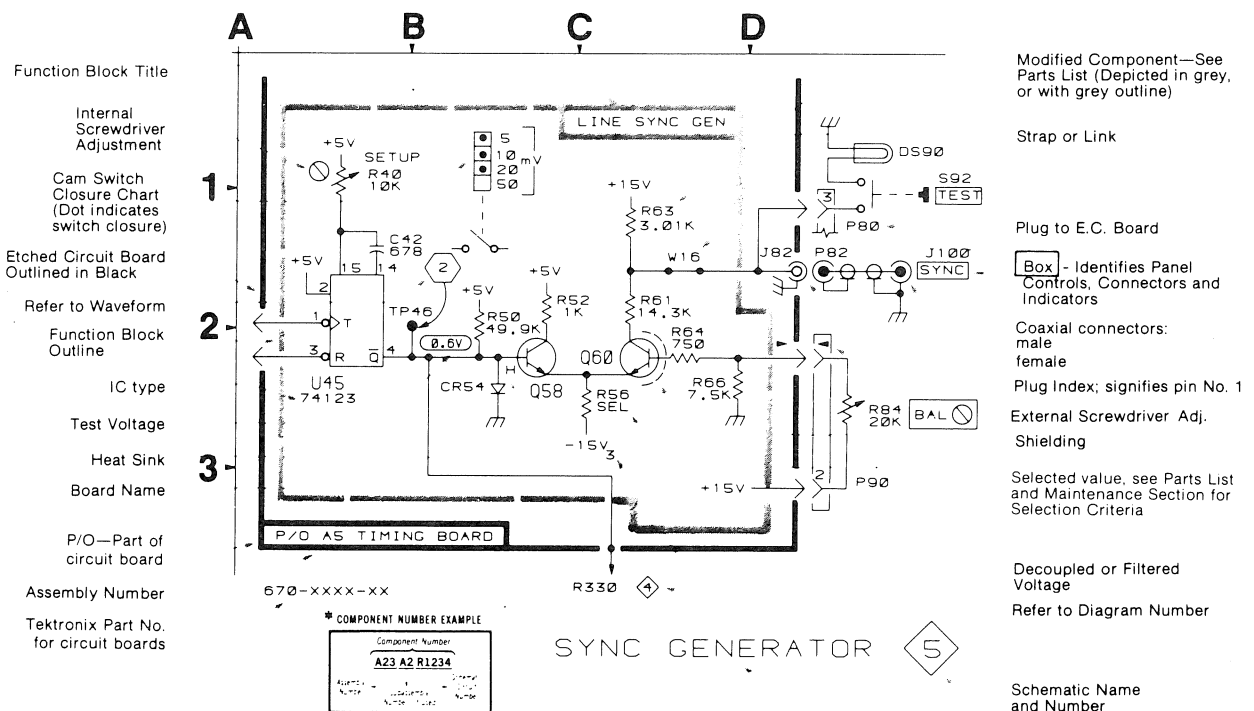 A B C D
Function Block Title
Internal
Screwdriver
Adjustment
Cam Switch
Closure Chart
(Dot indicates
switch closure)
Etched Circuit Board
Outlined in Black
Refer to Waveform
Function Block
Outline
IC type
Test Voltage
Heat Sink
Board Name
P/O—Part of
circuit board
Assembly Number
Tektronix Part No.
for circuit boards
1
2
3
LINE SYNC GEN
+5V
SETUP
R40
10K
5
10
20
50
mV
C42
678
+5V
15
14
2
1
T
3
R
Q
4
U45
74123
2
TP46
0.6V
+5V
R50
49.9K
CR54
H
+5V
R52
1K
Q58
+15V
R63
3.01K
W16
R61
14.3K
Q60
R64
750
R56
SEL
-15V3
R66
7.5K
+15V
DS90
S92
TEST
3
P80
J82
P82
J100
SYNC
R84
20K
BAL
2
P90
P/O A5 TIMING BOARD
670-XXXX-XX
R330
4
* COMPONENT NUMBER EXAMPLE
Component Number
A23 A2 R1234
Assembly
Number
Subassembly
Schematic
Circuit
Number
SYNC GENERATOR
5
Modified Component—See
Parts List (Depicted in grey,
or with grey outline)
Strap or Link
Plug to E.C. Board
Box - Identifies Panel
Controls, Connectors and
Indicators
Coaxial connectors:
male
female
Plug Index; signifies pin No. 1
External Screwdriver Adj.
Shielding
Selected value, see Parts List
and Maintenance Section for
Selection Criteria
Decoupled or Filtered
Voltage
Refer to Diagram Number
Schematic Name
and Number